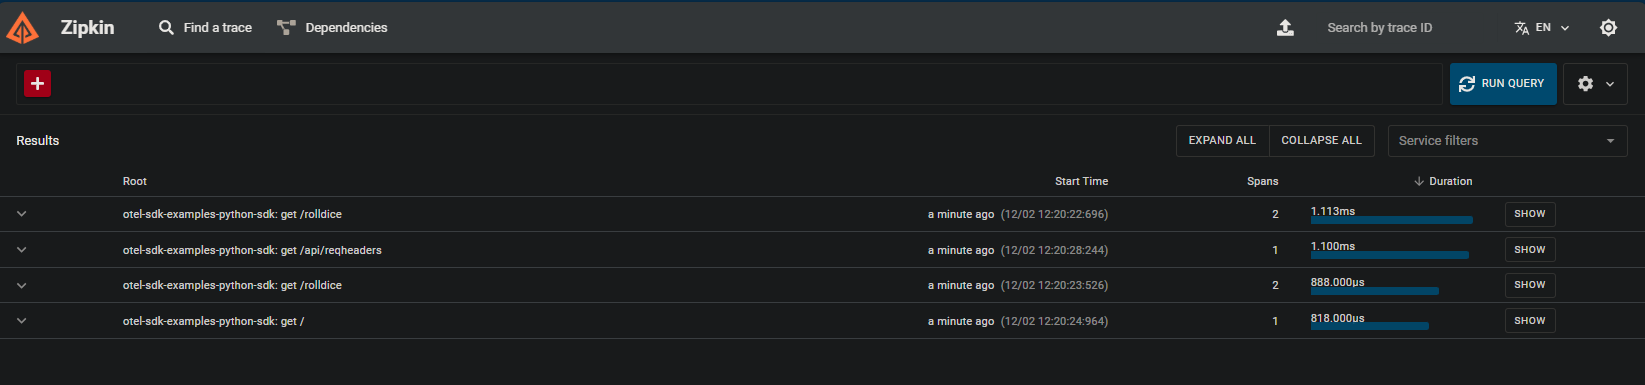 Zipkin Find a trace Dependencies Search by trace ID EN
RUN QUERY
Results EXPAND ALL COLLAPSE ALL Service filters
Root Start Time Spans Duration
otel-sdk-examples-python-sdk: get /rolldice a minute ago (12/02 12:20:22:696) 2 1.113ms SHOW
otel-sdk-examples-python-sdk: get /api/reqheaders a minute ago (12/02 12:20:28:244) 1 1.100ms SHOW
otel-sdk-examples-python-sdk: get /rolldice a minute ago (12/02 12:20:23:526) 2 888.000μs SHOW
otel-sdk-examples-python-sdk: get / a minute ago (12/02 12:20:24:964) 1 818.000μs SHOW